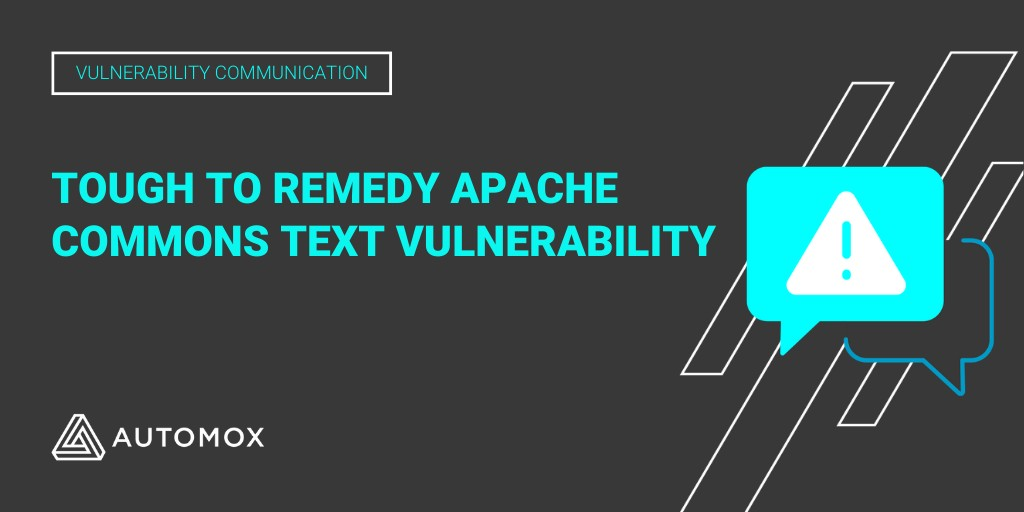 VULNERABILITY COMMUNICATION
TOUGH TO REMEDY APACHE
COMMONS TEXT VULNERABILITY
AUTOMOX